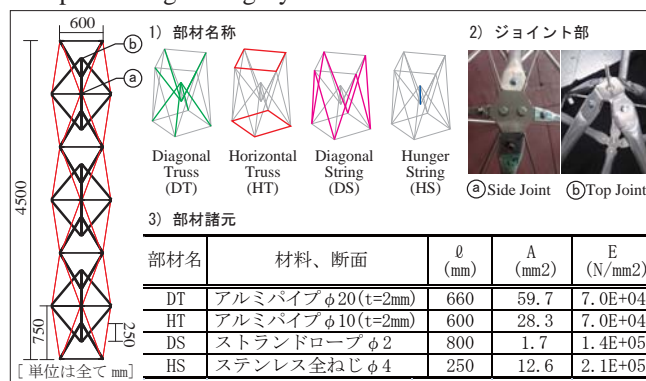 600
ⓑ
ⓐ
4500
750
250
[単位は全て mm]
1) 部材名称
Diagonal
Truss
(DT)
Horizontal
Truss
(HT)
Diagonal
String
(DS)
Hunger
String
(HS)
2) ジョイント部
ⓐSide Joint ⓑTop Joint
3) 部材諸元
部材名 材料、断面 ℓ (mm) A (mm2) E (N/mm2)
DT アルミパイプφ20(t=2mm) 660 59.7 7.0E+04
HT アルミパイプφ10(t=2mm) 600 28.3 7.0E+04
DS ストランドロープφ2 800 1.7 1.4E+05
HS ステンレス全ねじφ4 250 12.6 2.1E+05